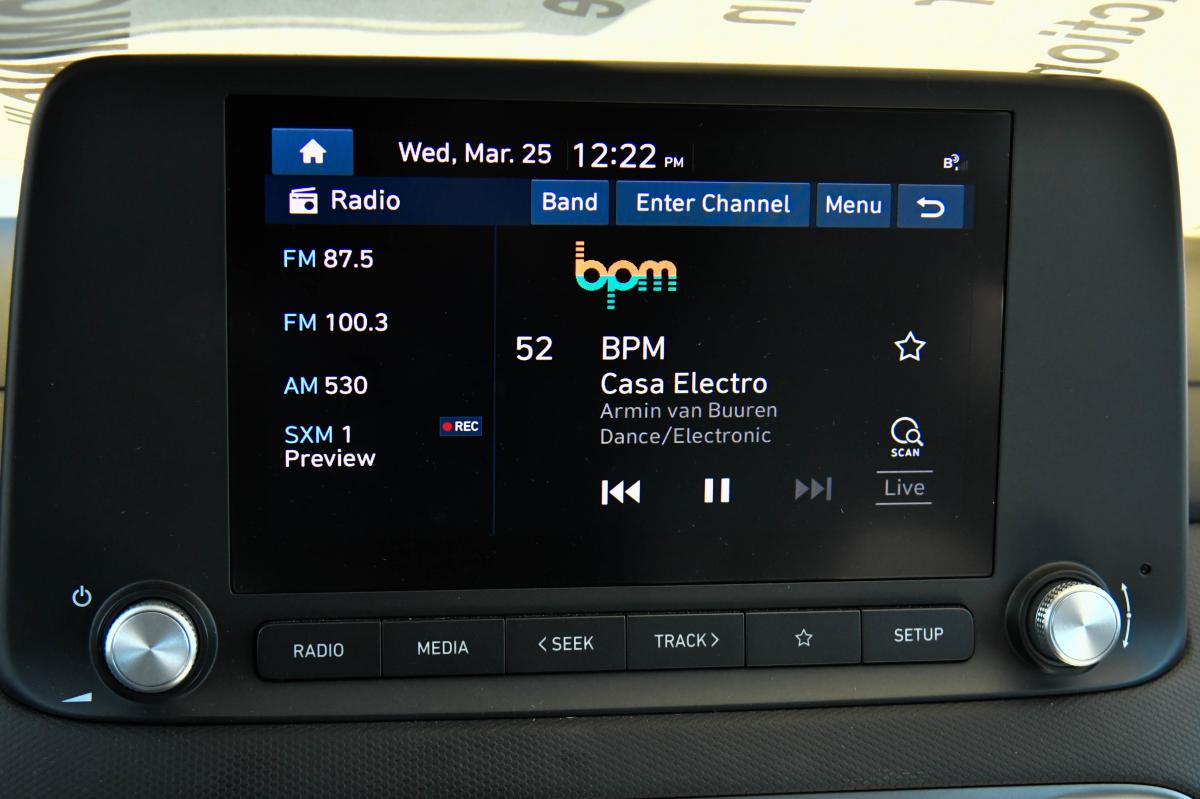 Wed, Mar. 25 12:22 PM
B
Radio Band Enter Channel Menu
FM 87.5
FM 100.3
AM 530
SXM 1
Preview
REC
bpm
52 BPM
Casa Electro
Armin van Buuren
Dance/Electronic
SCAN
Live
RADIO MEDIA < SEEK TRACK > SETUP